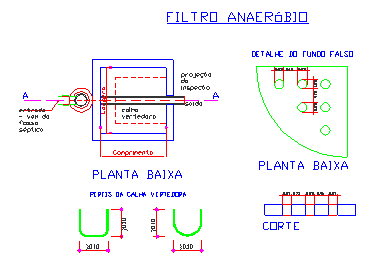 FILTRO ANAERÓBIO
DETALHE DO FUNDO FALSO
projeção
da
inspeção
A
A
Largura
calha
vertedora
saída
entrada
- vem da
fossa
séptica
Comprimento
PLANTA BAIXA
PLANTA BAIXA
PERFIS DA CALHA VERTEDORA
CORTE